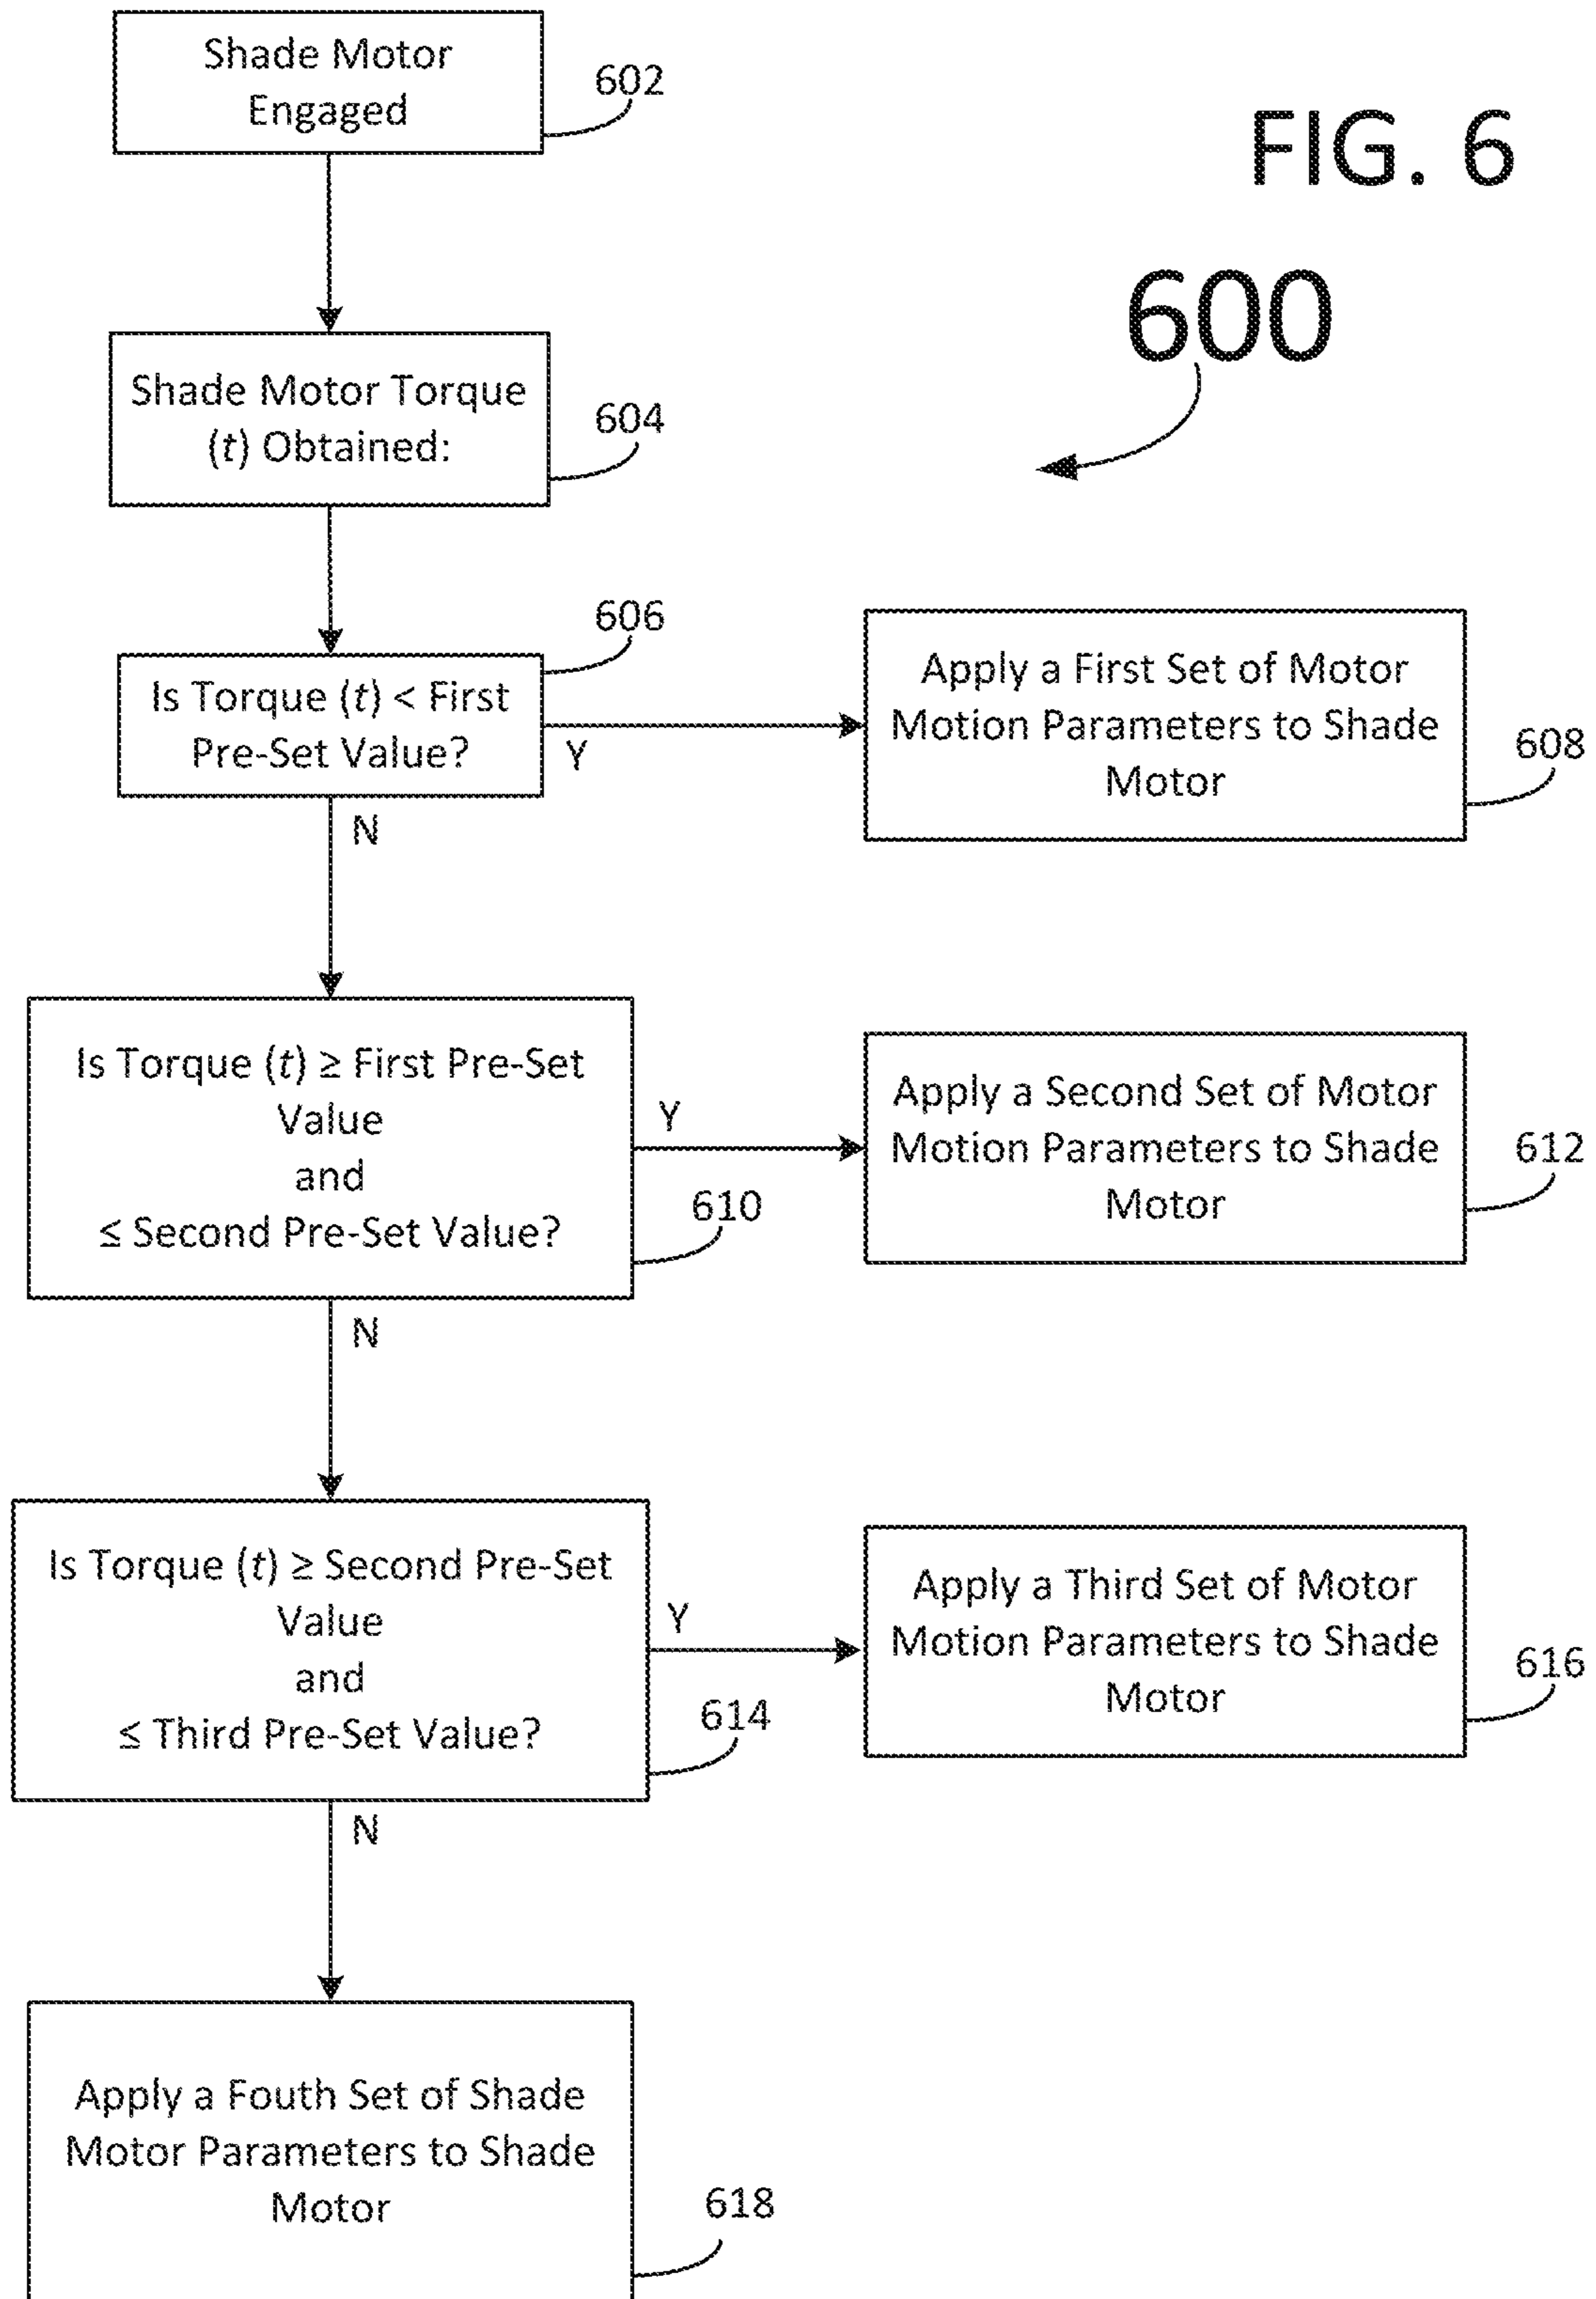 Shade Motor
Engaged
602
FIG. 6
600
Shade Motor Torque
(t) Obtained:
604
606
Is Torque (t) < First
Pre-Set Value?
Y
N
Apply a First Set of Motor
Motion Parameters to Shade
Motor
608
Is Torque (t) ≥ First Pre-Set
Value
and
≤ Second Pre-Set Value?
610
Y
N
Apply a Second Set of Motor
Motion Parameters to Shade
Motor
612
Is Torque (t) ≥ Second Pre-Set
Value
and
≤ Third Pre-Set Value?
614
Y
N
Apply a Third Set of Motor
Motion Parameters to Shade
Motor
616
Apply a Fouth Set of Shade
Motor Parameters to Shade
Motor
618